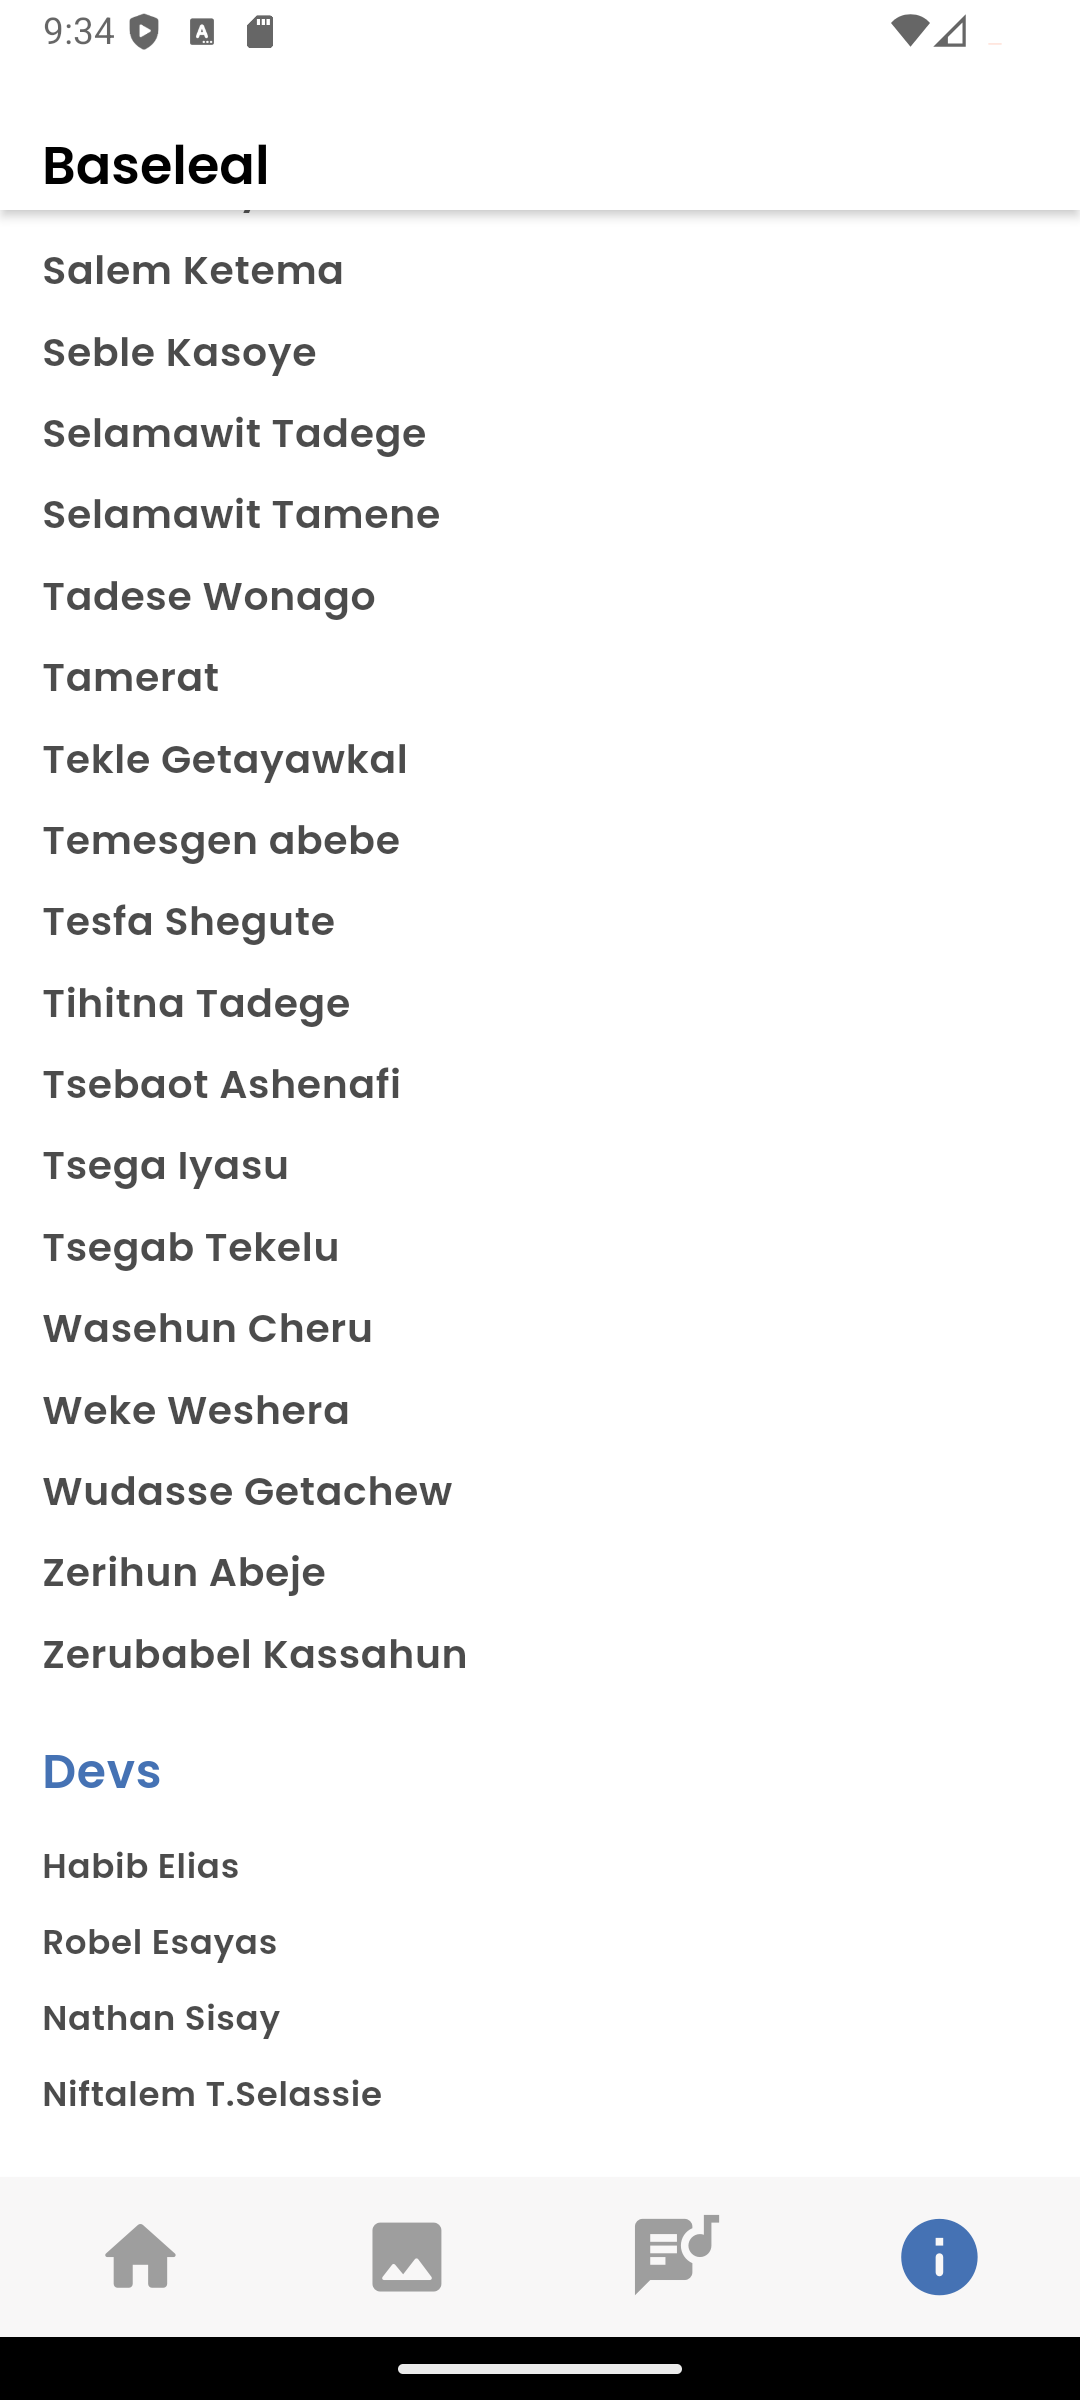 9:34
Baseleal
Salem Ketema
Seble Kasoye
Selamawit Tadege
Selamawit Tamene
Tadese Wonago
Tamerat
Tekle Getayawkal
Temesgen abebe
Tesfa Shegute
Tihitna Tadege
Tsebaot Ashenafi
Tsega Iyasu
Tsegab Tekelu
Wasehun Cheru
Weke Weshera
Wudasse Getachew
Zerihun Abeje
Zerubabel Kassahun
Devs
Habib Elias
Robel Esayas
Nathan Sisay
Niftalem T.Selassie